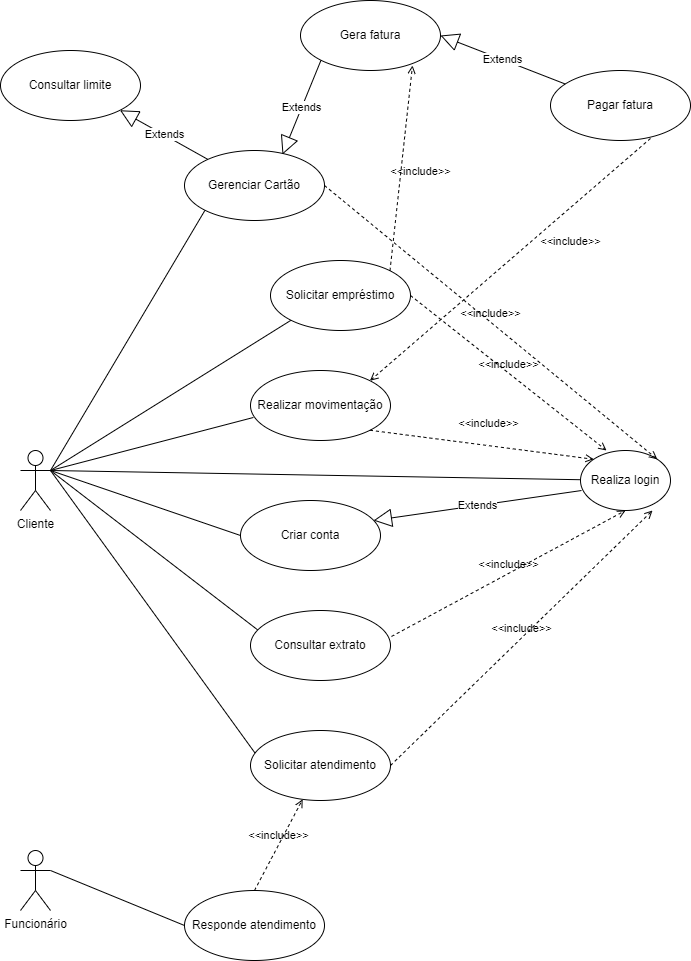 Gera fatura
Extends
Consultar limite
Pagar fatura
Extends
Extends
<<include>>
Gerenciar Cartão
<<include>>
Solicitar empréstimo
<<include>>
<<include>>
Realizar movimentação
<<include>>
Realiza login
Extends
Cliente
Criar conta
<<include>>
<<include>>
Consultar extrato
Solicitar atendimento
<<include>>
Funcionário
Responde atendimento